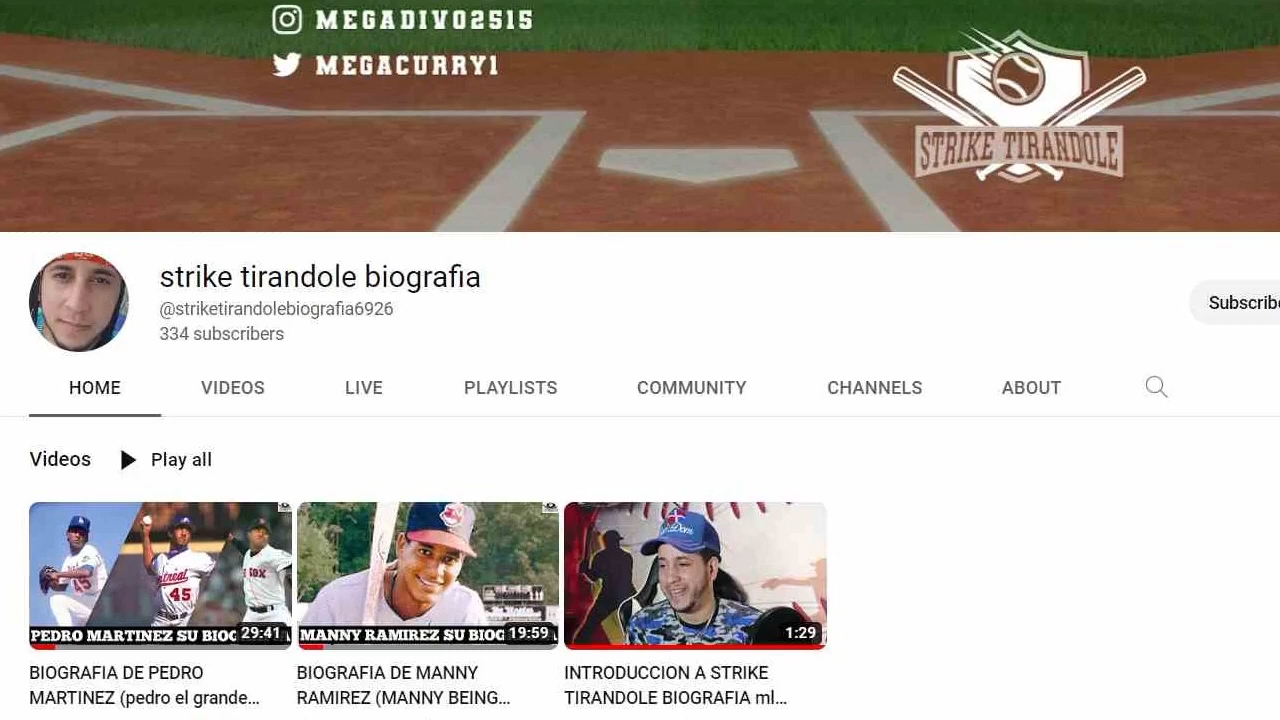 MEGADIVO2515
MEGACURRY1
STRIKE TIRANDOLE
strike tirandole biografia
@striketirandolebiografia6926
334 subscribers
Subscribe
HOME VIDEOS LIVE PLAYLISTS COMMUNITY CHANNELS ABOUT
Videos Play all
45
45
SOX
PEDRO MARTINEZ SU BIOG
29:41
MANNY RAMIREZ SU BIOG
19:59
1:29
BIOGRAFIA DE PEDRO
MARTINEZ (pedro el grande...
BIOGRAFIA DE MANNY
RAMIREZ (MANNY BEING...
INTRODUCCION A STRIKE
TIRANDOLE BIOGRAFIA ml...